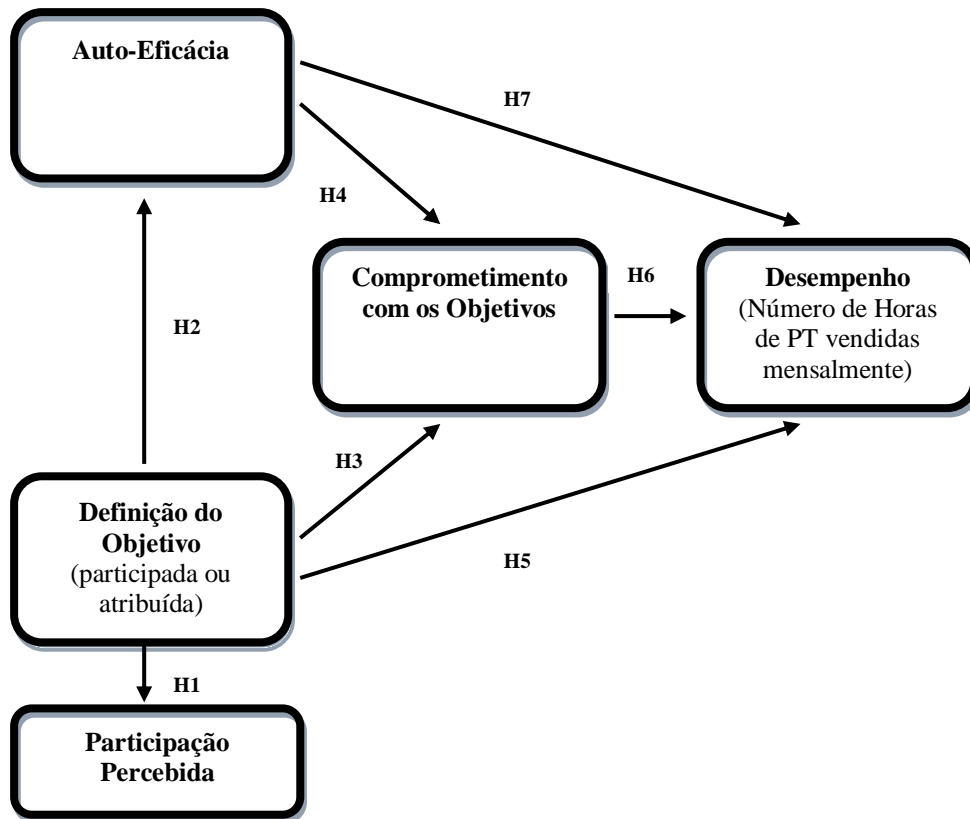 Auto-Eficácia
H7
H4
Comprometimento
com os Objetivos
H6
Desempenho
(Número de Horas
de PT vendidas
mensalmente)
H2
H3
Definição do
Objetivo
(participada ou
atribuída)
H5
H1
Participação
Percebida